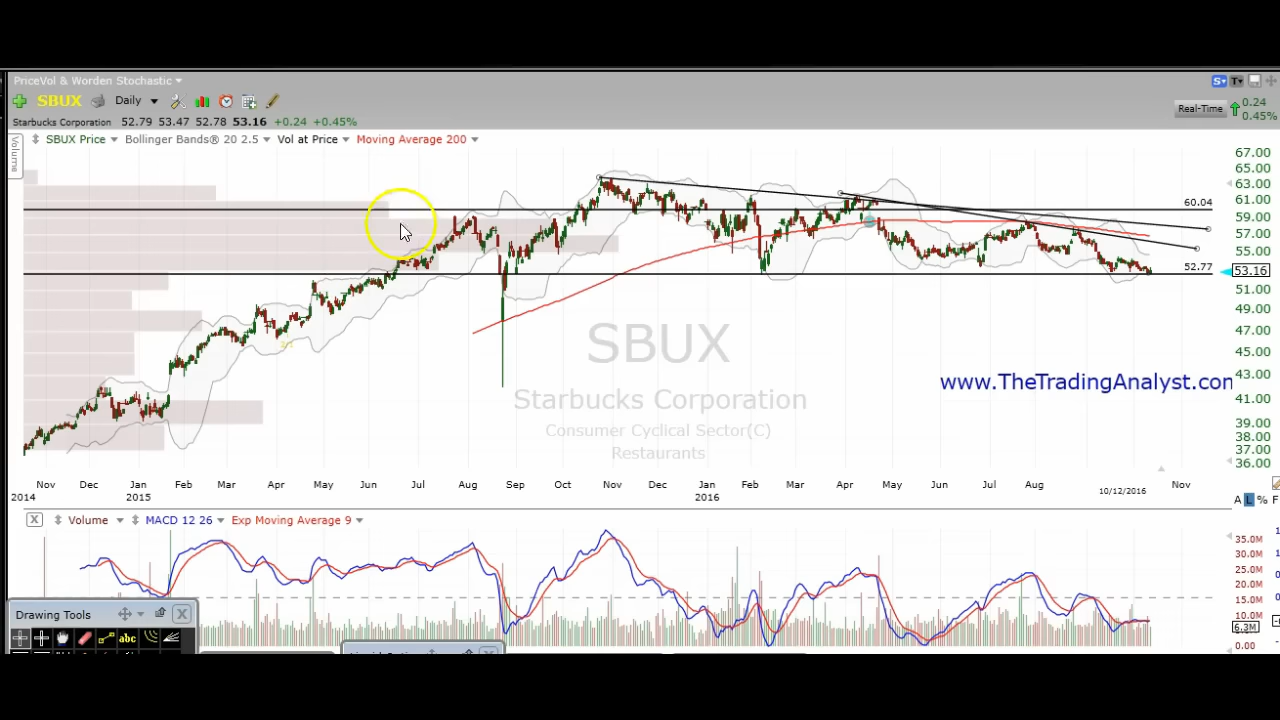 PriceVol & Worden Stochastic
SBUX Daily
Starbucks Corporation 52.79 53.47 52.78 53.16 +0.24 +0.45%
S T
Real-Time 0.24
0.45%
Volume
SBUX Price Bollinger Bands® 20 2.5 Vol at Price Moving Average 200
67.00
65.00
63.00
61.00
60.04
59.00
57.00
55.00
52.77
53.16
51.00
49.00
47.00
45.00
43.00
41.00
39.00
38.00
37.00
36.00
SBUX
Starbucks Corporation
Consumer Cyclical Sector(C)
Restaurants
www.TheTradingAnalyst.con
Nov Dec Jan Feb Mar Apr May Jun Jul Aug Sep Oct Nov Dec Jan Feb Mar Apr May Jun Jul Aug 10/12/2016 Nov
2014 2015 2016
A L % F
X Volume MACD 12 26 Exp Moving Average 9
35.0M
30.0M
25.0M
20.0M
15.0M
10.0M
6.3M
0.00
Drawing Tools X
abc